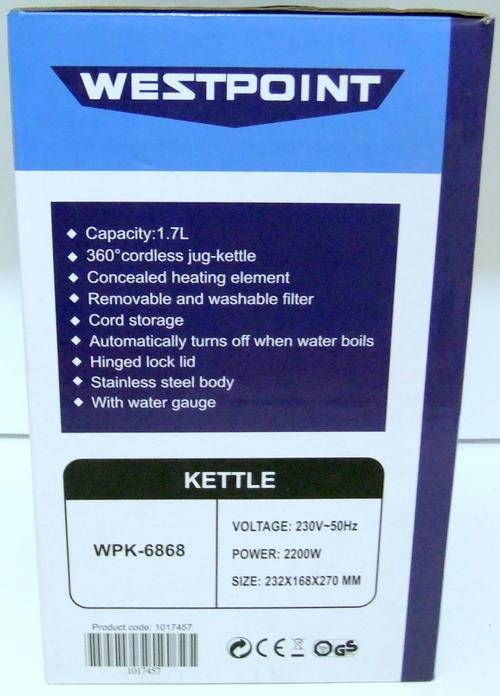 WESTPOINT
Capacity:1.7L
360°cordless jug-kettle
Concealed heating element
Removable and washable filter
Cord storage
Automatically turns off when water boils
Hinged lock lid
Stainless steel body
With water gauge
KETTLE
WPK-6868
VOLTAGE: 230V~50Hz
POWER: 2200W
SIZE: 232X168X270 MM
Product code: 1017457
1017457
CE
GS